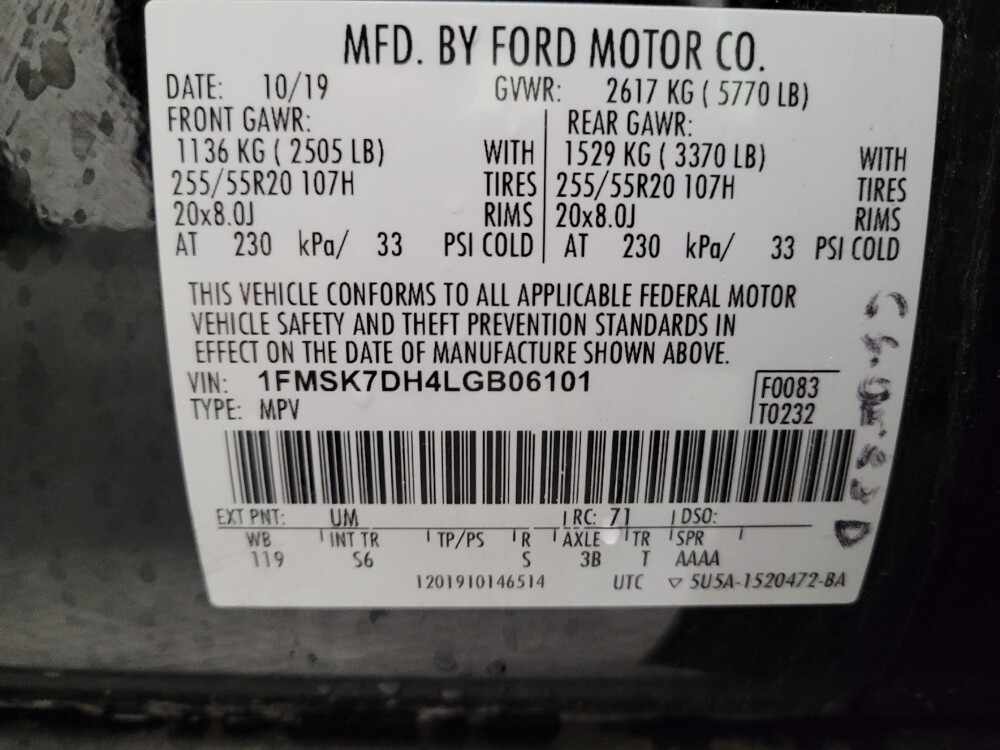 MFD. BY FORD MOTOR CO.
DATE: 10/19 GVWR: 2617 KG ( 5770 LB)
FRONT GAWR: REAR GAWR:
1136 KG ( 2505 LB) WITH 1529 KG ( 3370 LB) WITH
255/55R20 107H TIRES 255/55R20 107H TIRES
20x8.0J RIMS 20x8.0J RIMS
AT 230 kPa/ 33 PSI COLD AT 230 kPa/ 33 PSI COLD
THIS VEHICLE CONFORMS TO ALL APPLICABLE FEDERAL MOTOR
VEHICLE SAFETY AND THEFT PREVENTION STANDARDS IN
EFFECT ON THE DATE OF MANUFACTURE SHOWN ABOVE.
VIN: 1FMSK7DH4LGB06101 F0083
TYPE: MPV T0232
EXT PNT: UM RC: 71 DSO:
WB INT TR TP/PS R AXLE TR SPR
119 S6 S 3B T AAAA
1201910146514 UTC ▽ 5U5A-1520472-BA